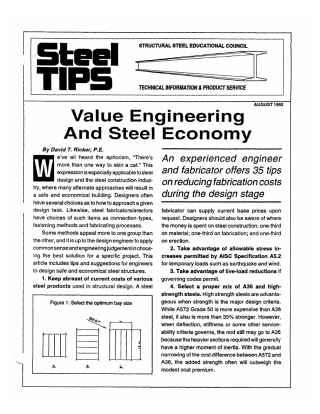 Steel
TIPS
STRUCTURAL STEEL EDUCATIONAL COUNCIL
TECHNICAL INFORMATION & PRODUCT SERVICE
AUGUST 1992
Value Engineering
And Steel Economy
By David T. Ricker, P.E.
We've all heard the aphorism, "There's
more than one way to skin a cat." This
expression is especially applicable to steel
design and the steel construction indus-
try, where many alternate approaches will result in
a safe and economical building. Designers often
have several choices as to how to approach a given
design task. Likewise, steel fabricators/erectors
have choices of such items as connection types,
fastening methods and fabricating processes.
Some methods appeal more to one group than
the other, and it is up to the design engineer to apply
common sense and engineering judgement in choos-
ing the best solution for a specific project. This
article includes tips and suggestions for engineers
to design safe and economical steel structures.
1. Keep abreast of current costs of various
steel products used in structural design. A steel
Figure 1: Select the optimum bay size
BEST
a.
b.
c.
An experienced engineer
and fabricator offers 35 tips
on reducing fabrication costs
during the design stage
fabricator can supply current base prices upon
request. Designers should also be aware of where
the money is spent on steel construction: one-third
on material; one-third on fabrication; and one-third
on erection.
2. Take advantage of allowable stress in-
creases permitted by AISC Specification A5.2
for temporary loads such as earthquake and wind.
3. Take advantage of live-load reductions if
governing codes permit.
4. Select a proper mix of A36 and high-
strength steels. High strength steels are advanta-
geous when strength is the major design criteria.
While A572 Grade 50 is more expensive than A36
steel, it also is more than 35% stronger. However,
when deflection, stiffness or some other service-
ability criteria governs, the nod still may go to A36
because the heavier sections required will generally
have a higher moment of inertia. With the gradual
narrowing of the cost difference between A572 and
A36, the added strength often will outweigh the
modest cost premium.